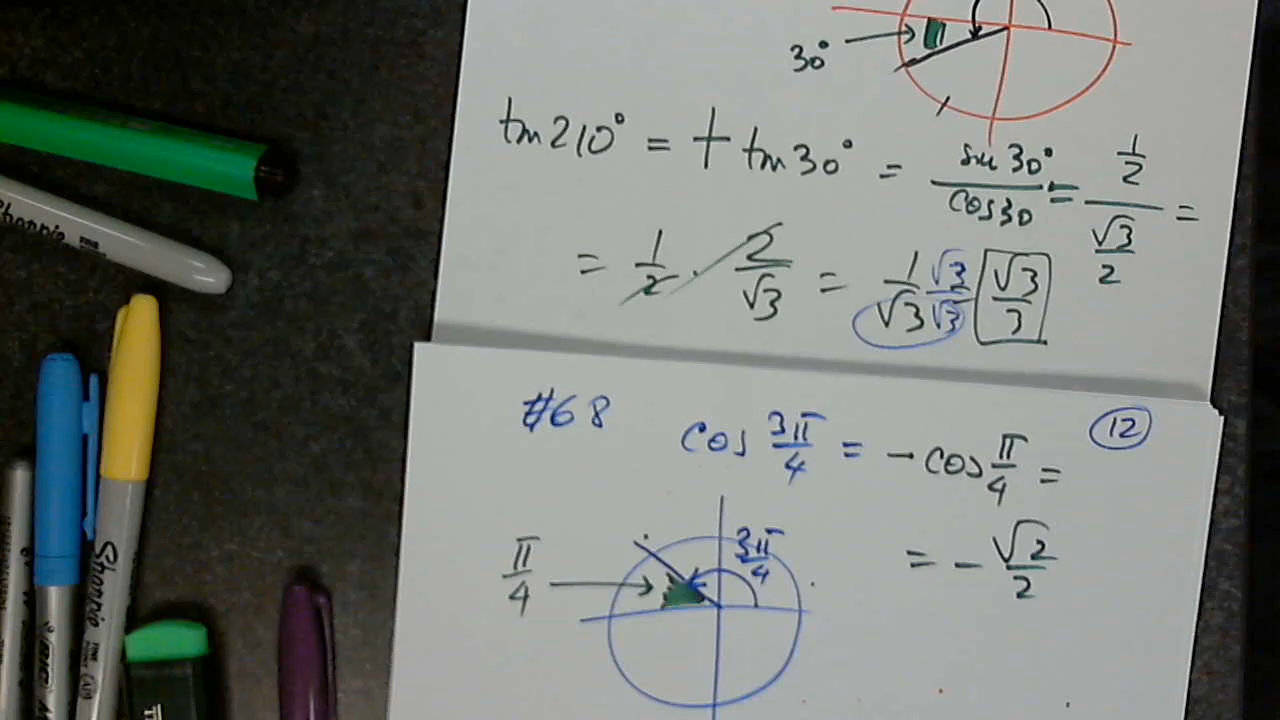 30°
tan 210° = + tan 30° = sin 30° / cos 30 = (1/2) / (√3/2) =
= 1/2 · 2/√3 = 1/√3 √3/√3 = √3/3
#68 cos 3π/4 = - cos π/4 =
12
= - √2/2
π/4
3π/4
Sharpie
Sharpie
BIC